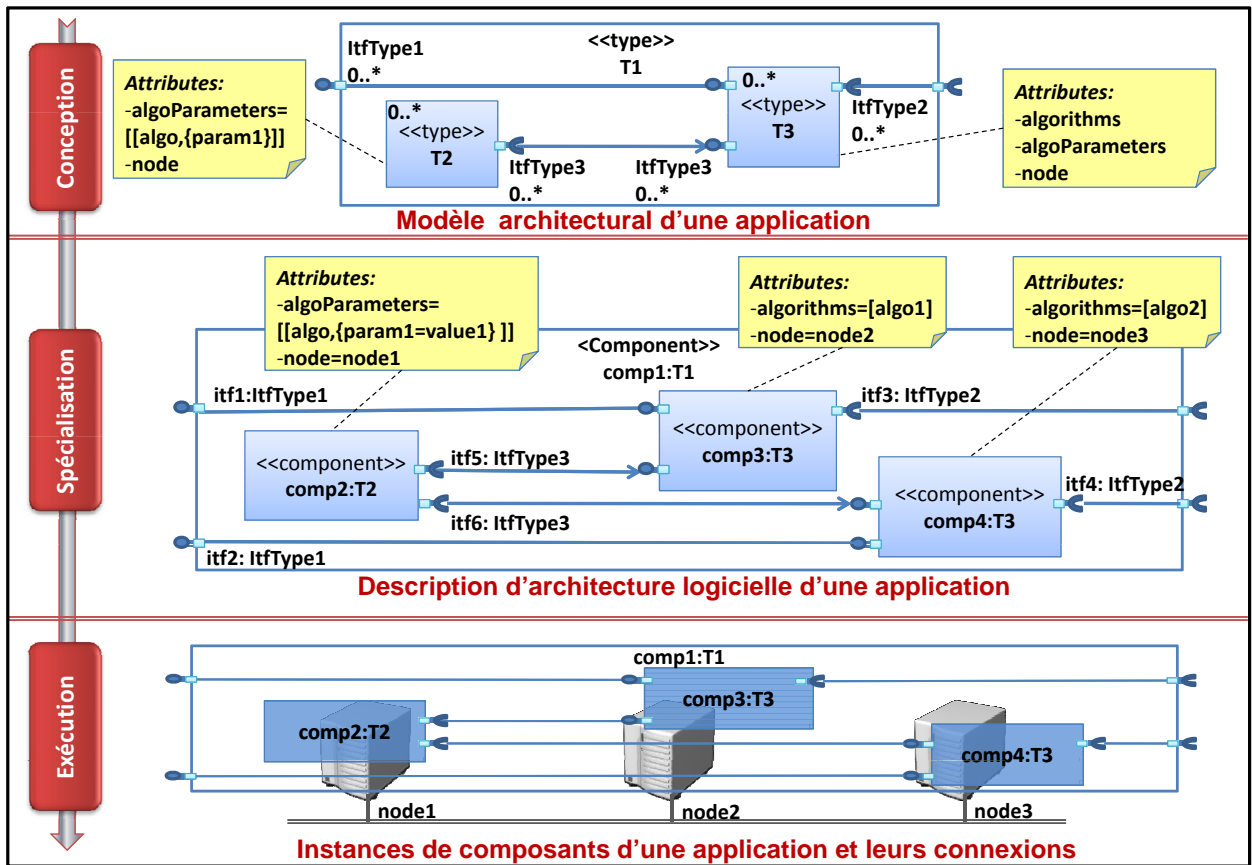 Conception
Attributes:
-algoParameters=
[[algo,{param1}]]
-node
ItfType1
0..*
<<type>>
T1
0..*
<<type>>
T2
0..*
<<type>>
T3
ItfType3
0..*
ItfType3
0..*
ItfType2
0..*
Attributes:
-algorithms
-algoParameters
-node
Modèle architectural d'une application
Spécialisation
Attributes:
-algoParameters=
[[algo,{param1=value1} ]]
-node=node1
Attributes:
-algorithms=[algo1]
-node=node2
Attributes:
-algorithms=[algo2]
-node=node3
<Component>>
comp1:T1
itf1:ItfType1
<<component>>
comp2:T2
itf5: ItfType3
<<component>>
comp3:T3
itf3: ItfType2
itf6: ItfType3
<<component>>
comp4:T3
itf4: ItfType2
itf2: ItfType1
Description d'architecture logicielle d'une application
Exécution
comp1:T1
comp3:T3
comp2:T2
comp4:T3
node1
node2
node3
Instances de composants d'une application et leurs connexions